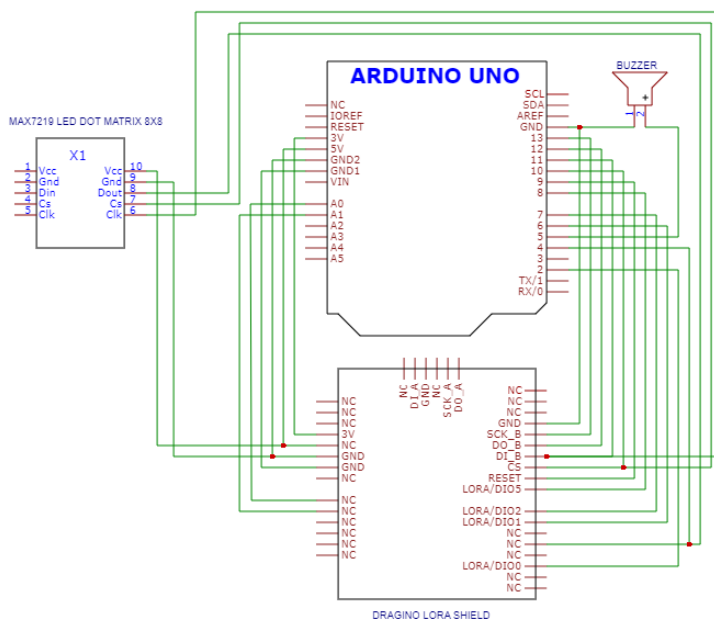 ARDUINO UNO
BUZZER
1
2
+
SCL
SDA
AREF
GND
13
12
11
10
9
8
7
6
5
4
3
2
TX/1
RX/0
NC
IOREF
RESET
3V
5V
GND2
GND1
VIN
A0
A1
A2
A3
A4
A5
MAX7219 LED DOT MATRIX 8X8
X1
1 Vcc Vcc 10
2 Gnd Gnd 9
3 Din Dout 8
4 Cs Cs 7
5 Clk Clk 6
NC
DI_A
GND
NC
SCK_A
DO_A
NC
NC
NC
3V
NC
GND
GND
NC
NC
NC
NC
NC
NC
NC
NC
NC
NC
GND
SCK_B
DO_B
DI_B
CS
RESET
LORA/DIO5
LORA/DIO2
LORA/DIO1
NC
NC
NC
LORA/DIO0
NC
NC
DRAGINO LORA SHIELD